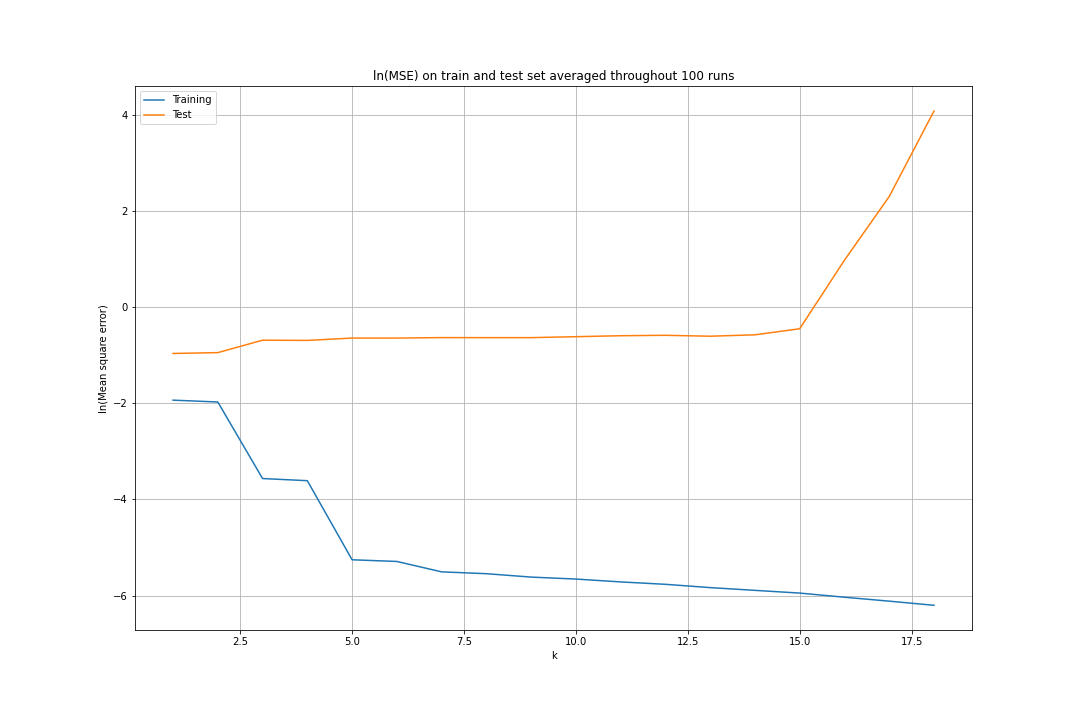 ln(MSE) on train and test set averaged throughout 100 runs
Training
Test
4
2
0
−2
−4
−6
ln(Mean square error)
2.5
5.0
7.5
10.0
12.5
15.0
17.5
k